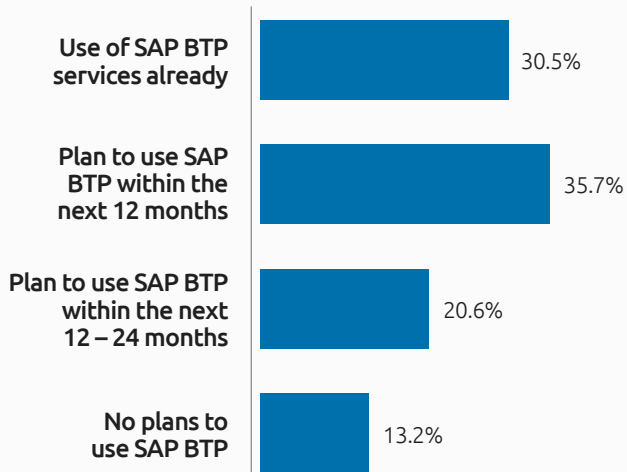 Use of SAP BTP
services already
30.5%
Plan to use SAP
BTP within the
next 12 months
35.7%
Plan to use SAP BTP
within the next
12 – 24 months
20.6%
No plans to
use SAP BTP
13.2%